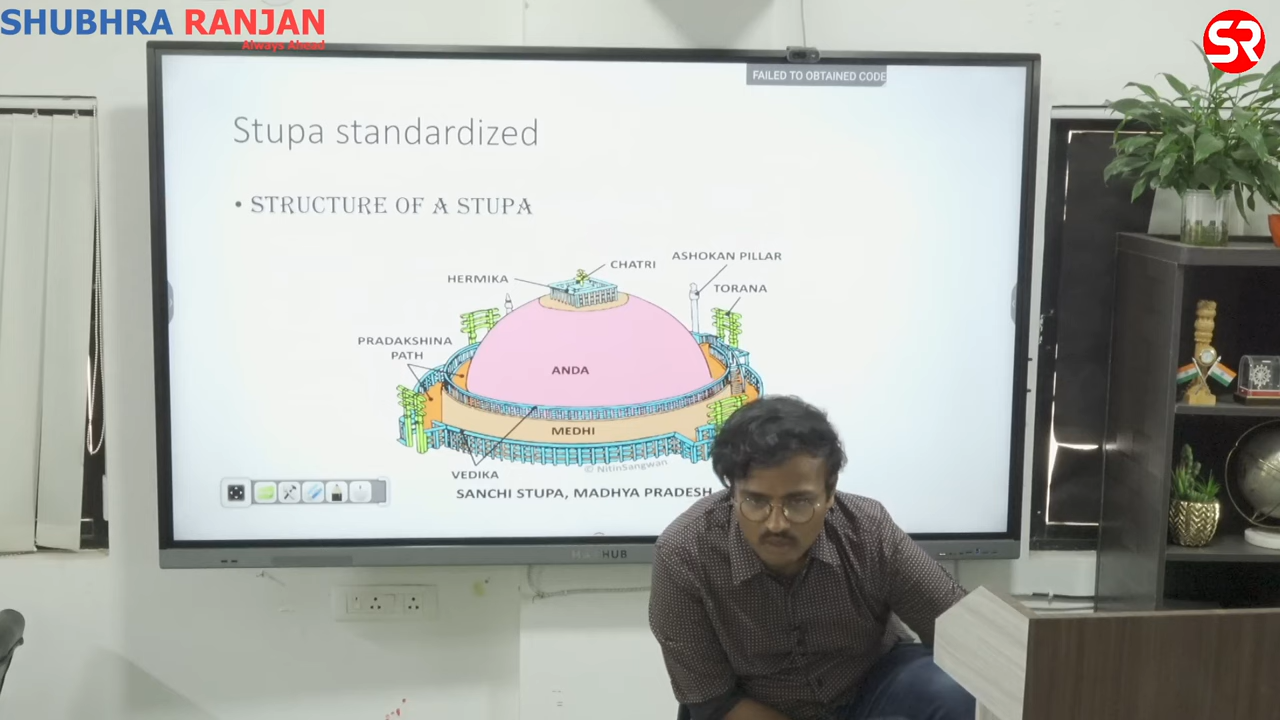 SHUBHRA RANJAN
Always Ahead
SR
FAILED TO OBTAINED CODE
Stupa standardized
• STRUCTURE OF A STUPA
CHATRI
ASHOKAN PILLAR
HERMIKA
TORANA
PRADAKSHINA
PATH
ANDA
MEDHI
VEDIKA
© NitinSangwan
SANCHI STUPA, MADHYA PRADESH
HUB